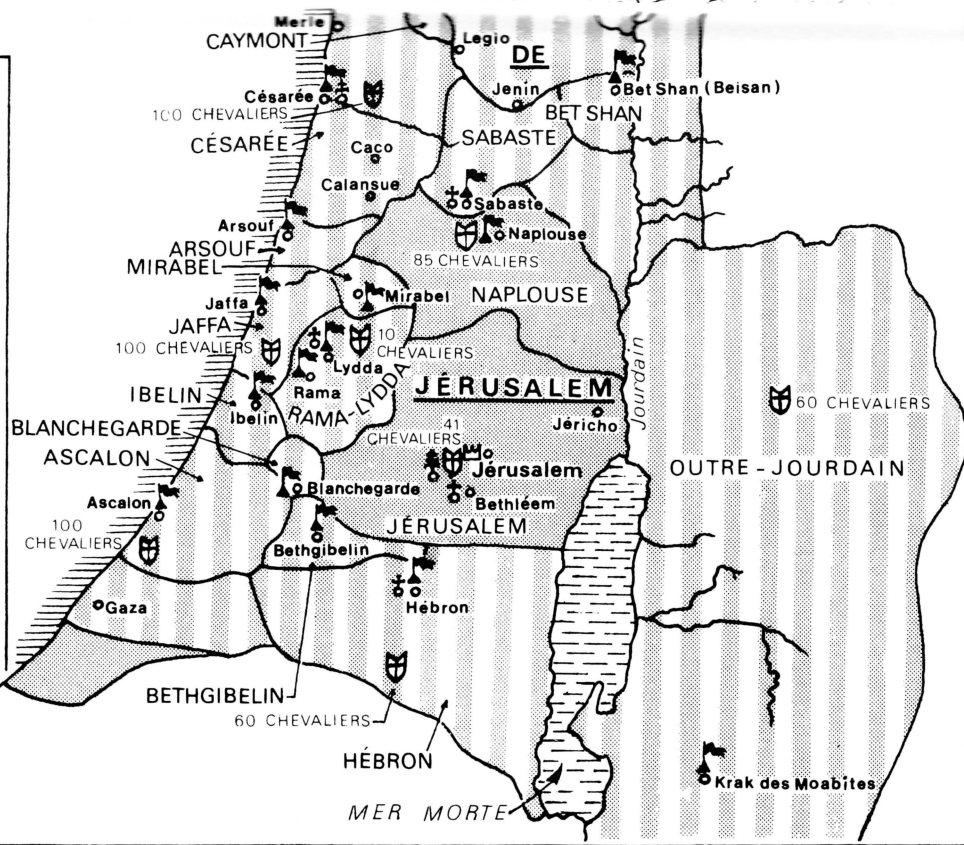 Merle
CAYMONT
Legio
DE
Césarée
100 CHEVALIERS
Jenin
Bet Shan (Beisan)
BET SHAN
CÉSARÉE
SABASTE
Caco
Calansue
Sabaste
Arsouf
Naplouse
ARSOUF
85 CHEVALIERS
MIRABEL
Mirabel
NAPLOUSE
Jaffa
JAFFA
100 CHEVALIERS
10
CHEVALIERS
Lydda
Rama
RAMA-LYDDA
Jourdain
JÉRUSALEM
IBELIN
Ibelin
Jéricho
60 CHEVALIERS
BLANCHEGARDE
41
CHEVALIERS
ASCALON
Jérusalem
OUTRE-JOURDAIN
Blanchegarde
Bethléem
Ascalon
JÉRUSALEM
100
CHEVALIERS
Bethgibelin
Hébron
Gaza
BETHGIBELIN
60 CHEVALIERS
HÉBRON
Krak des Moabites
MER MORTE